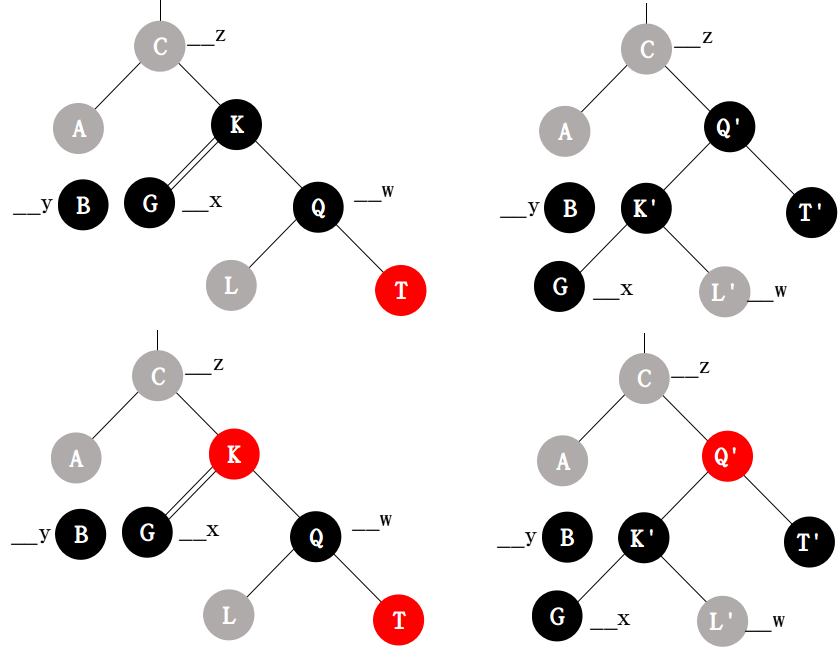 C __z
A
K
__y B
G __x
Q __w
L
T
C __z
A
Q'
__y B
K'
T'
G __x
L' __w
C __z
A
K
__y B
G __x
Q __w
L
T
C __z
A
Q'
__y B
K'
T'
G __x
L' __w